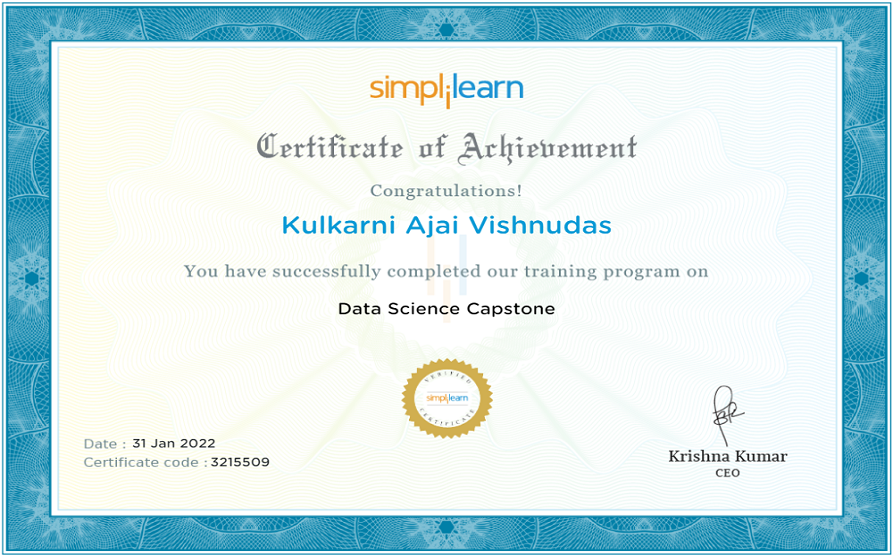 simplilearn
Certificate of Achievement
Congratulations!
Kulkarni Ajai Vishnudas
You have successfully completed our training program on
Data Science Capstone
VERIFIED
simplilearn
CERTIFICATE
Date : 31 Jan 2022
Certificate code : 3215509
Krishna Kumar
CEO